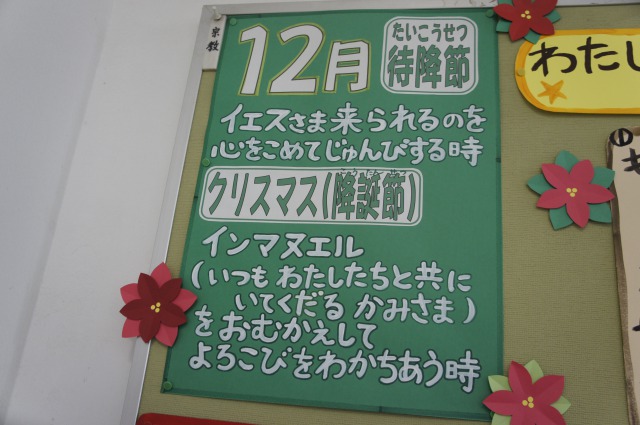 宗教
12月 待降節
たいこうせつ
イエスさま来られるのを
心をこめてじゅんびする時
クリスマス(降誕節)
インマヌエル
(いつも わたしたちと共に
いてくだる かみさま)
をおむかえして
よろこびをわかちあう時
わたし